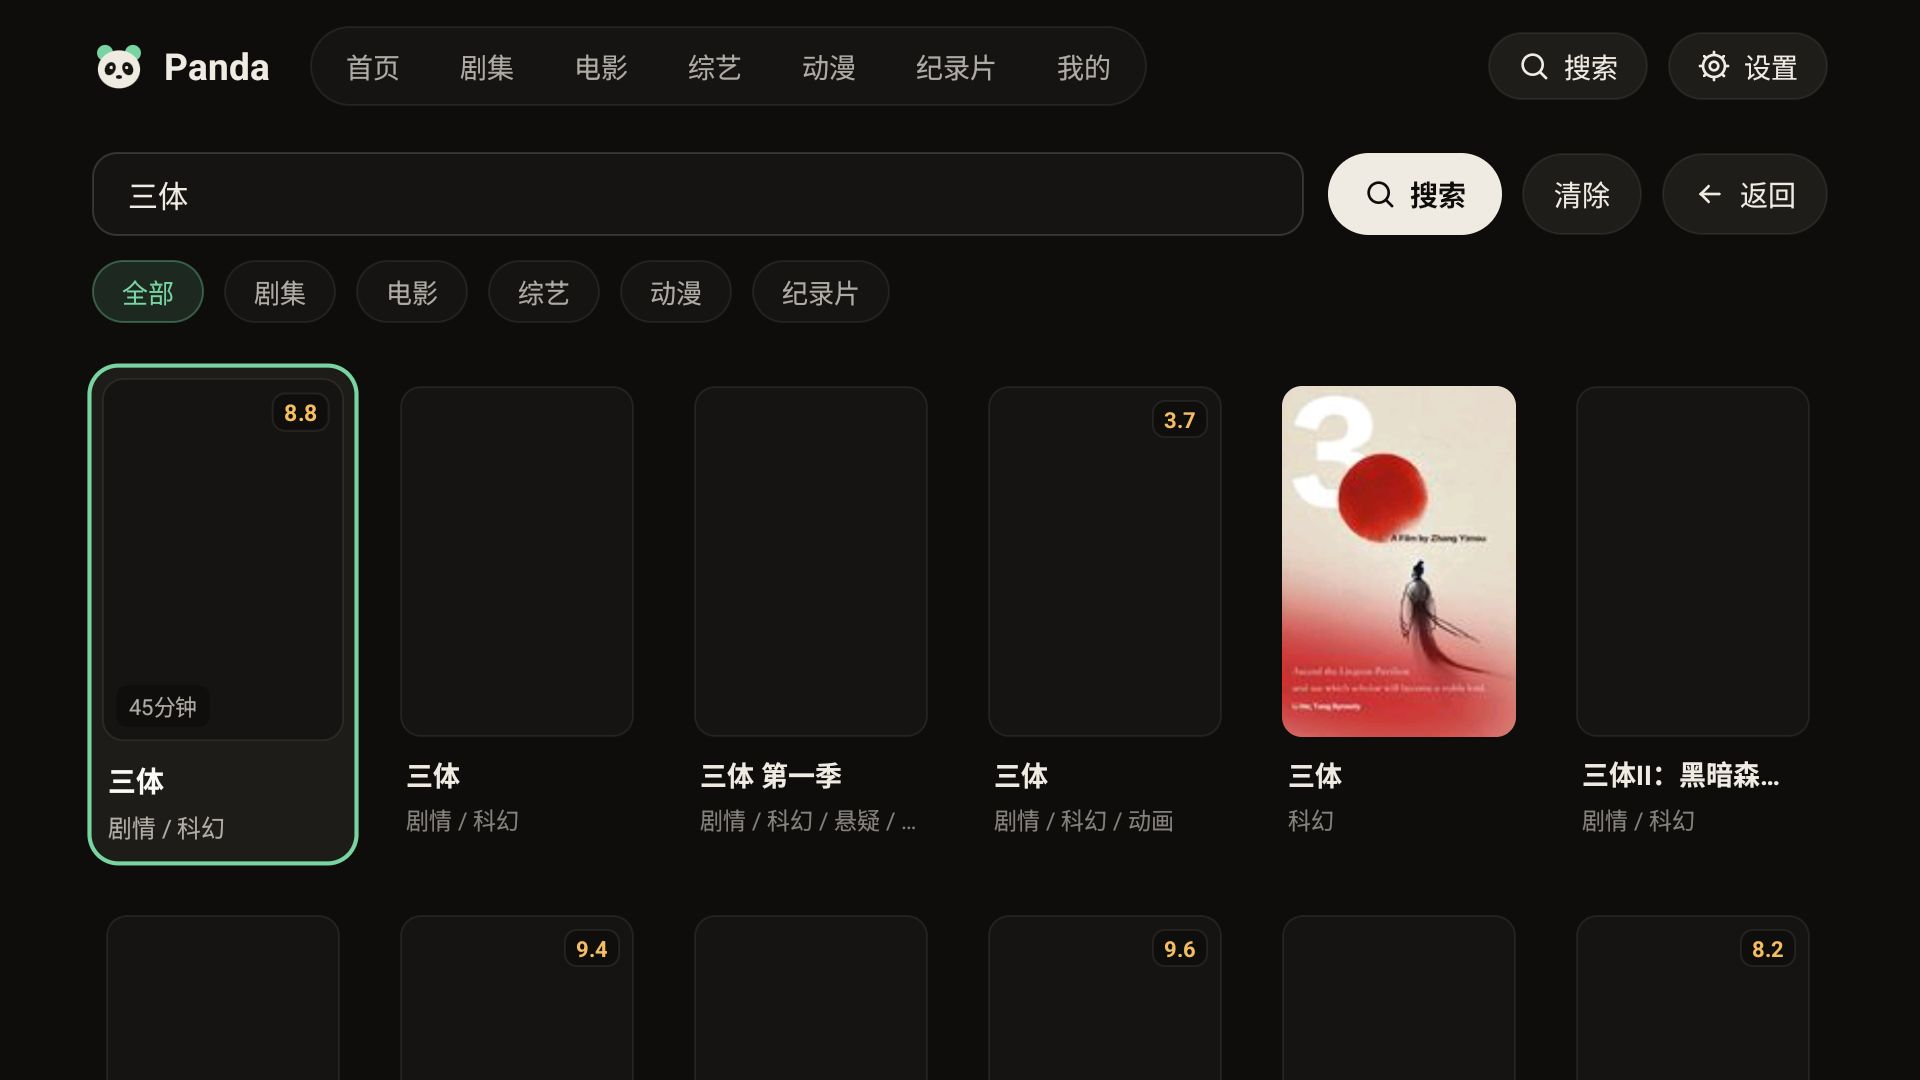 Panda
首页 剧集 电影 综艺 动漫 纪录片 我的
搜索 设置
三体
搜索 清除 返回
全部 剧集 电影 综艺 动漫 纪录片
8.8
45分钟
三体
剧情 / 科幻
三体
剧情 / 科幻
三体 第一季
剧情 / 科幻 / 悬疑 / ...
3.7
三体
剧情 / 科幻 / 动画
3
A Film by Zhang Yimou
三体
科幻
三体II：黑暗森...
剧情 / 科幻
9.4
9.6
8.2